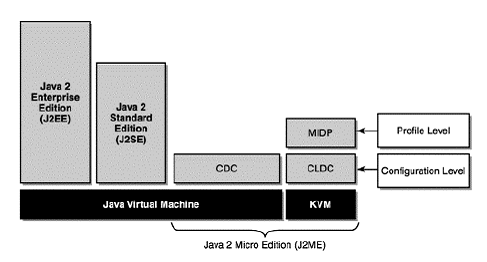 Java 2
Enterprise
Edition
(J2EE)
Java 2
Standard
Edition
(J2SE)
MIDP
Profile Level
CDC
CLDC
Configuration Level
Java Virtual Machine
KVM
Java 2 Micro Edition (J2ME)